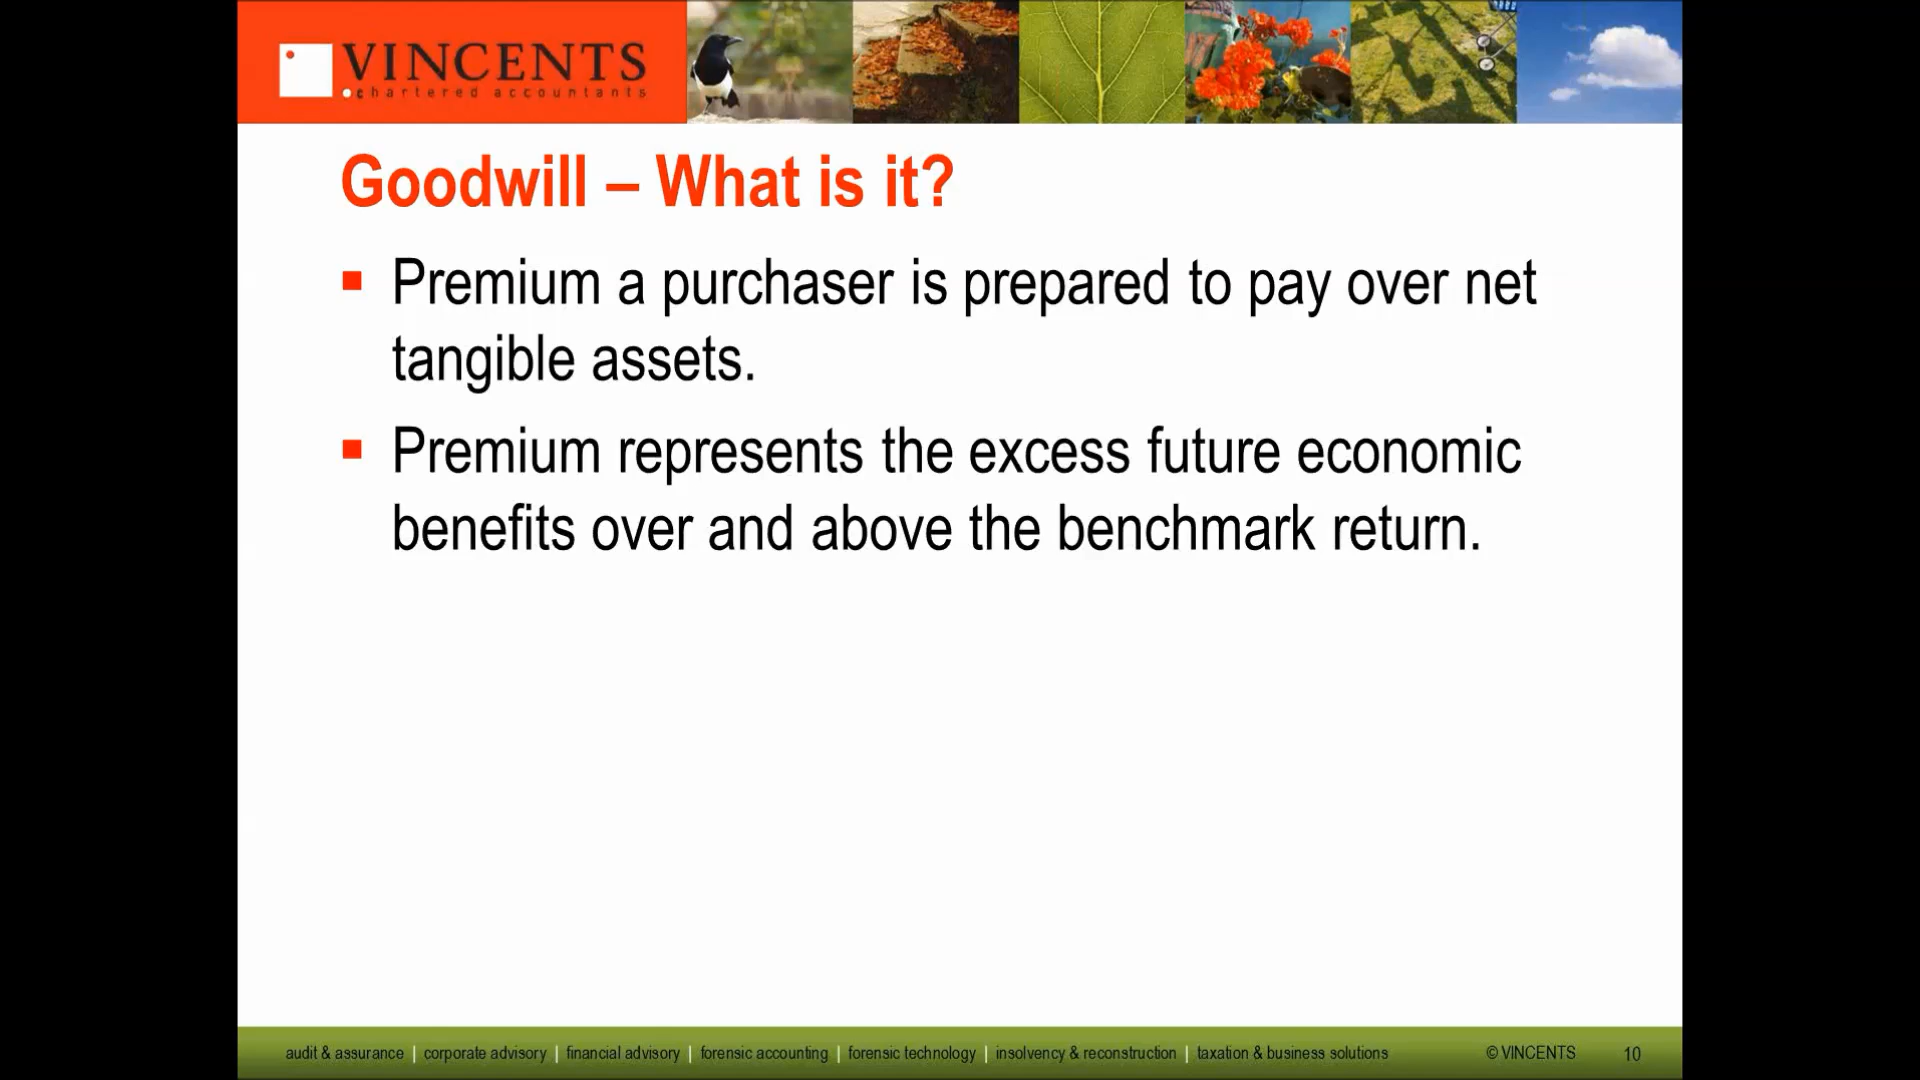 VINCENTS
chartered accountants
Goodwill – What is it?
Premium a purchaser is prepared to pay over net
tangible assets.
Premium represents the excess future economic
benefits over and above the benchmark return.
audit & assurance | corporate advisory | financial advisory | forensic accounting | forensic technology | insolvency & reconstruction | taxation & business solutions © VINCENTS 10